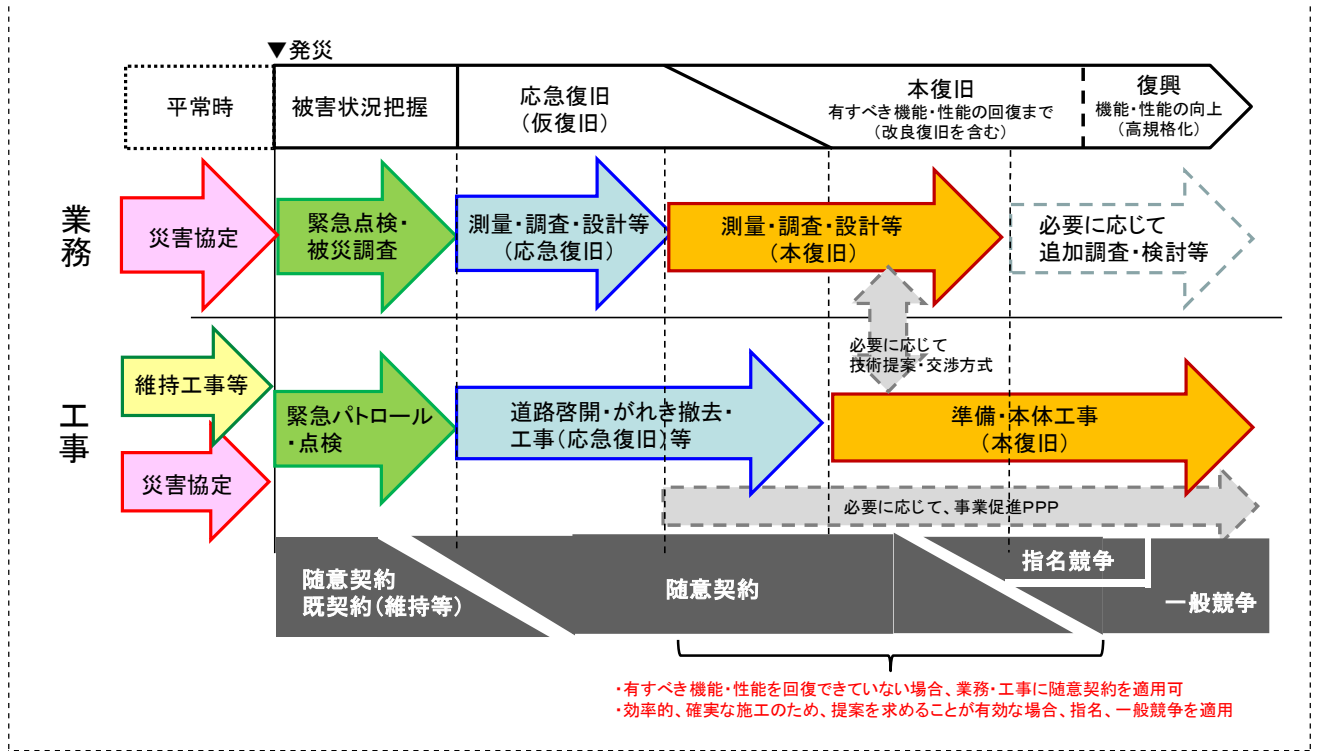 ▼発災
平常時
被害状況把握
応急復旧
(仮復旧)
本復旧
有すべき機能・性能の回復まで
(改良復旧を含む)
復興
機能・性能の向上
(高規格化)
業務
災害協定
緊急点検・
被災調査
測量・調査・設計等
(応急復旧)
測量・調査・設計等
(本復旧)
必要に応じて
追加調査・検討等
必要に応じて
技術提案・交渉方式
工事
維持工事等
災害協定
緊急パトロール
・点検
道路啓開・がれき撤去・
工事(応急復旧)等
準備・本体工事
(本復旧)
必要に応じて、事業促進PPP
随意契約
既契約(維持等)
随意契約
指名競争
一般競争
・有すべき機能・性能を回復できていない場合、業務・工事に随意契約を適用可
・効率的、確実な施工のため、提案を求めることが有効な場合、指名、一般競争を適用